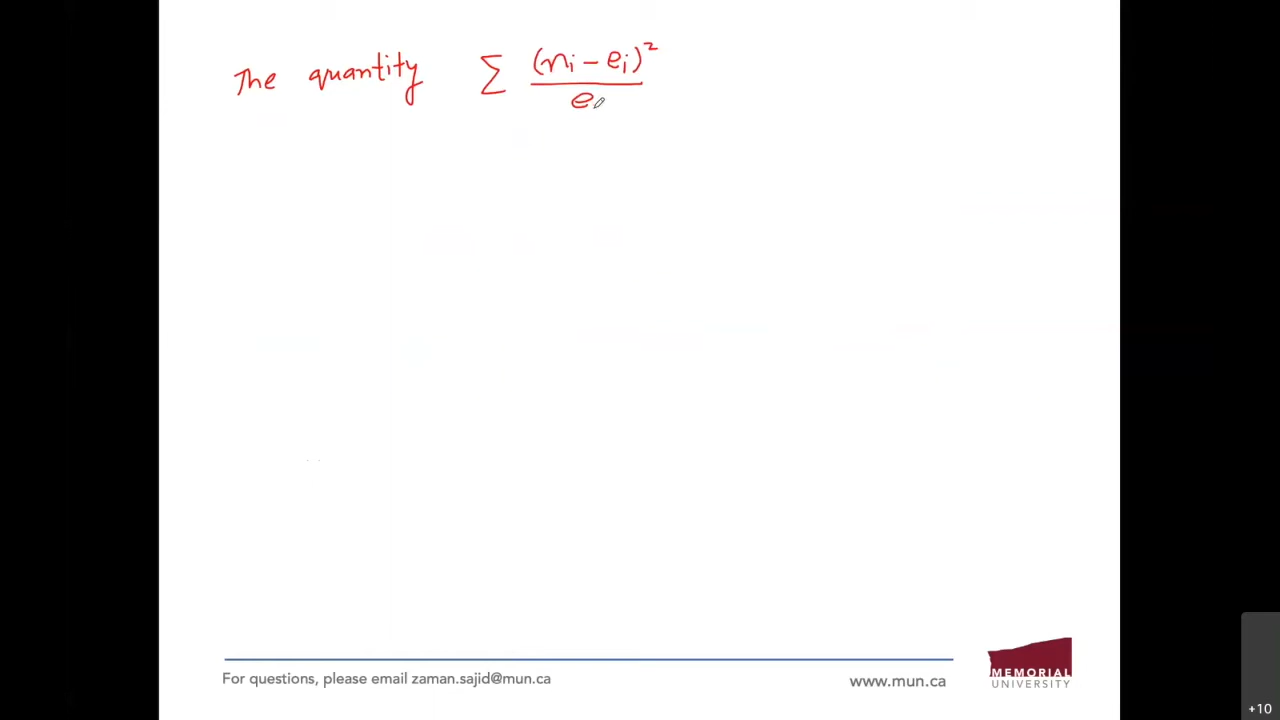 The quantity Σ (ni - ei)² / e
For questions, please email zaman.sajid@mun.ca
www.mun.ca
MEMORIAL
UNIVERSITY
+10